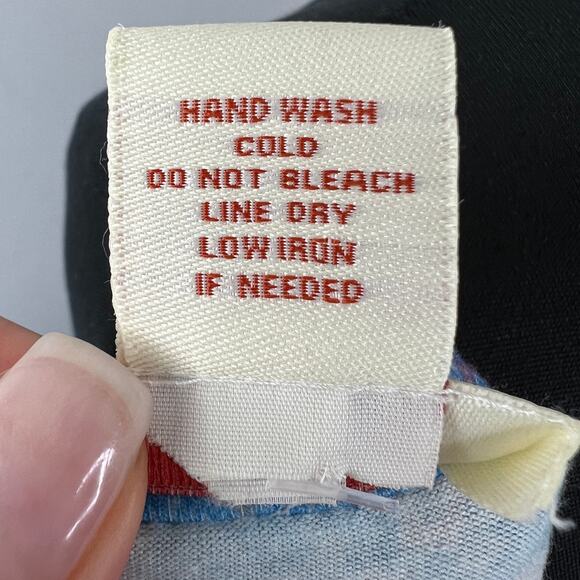 HAND WASH
COLD
DO NOT BLEACH
LINE DRY
LOW IRON
IF NEEDED